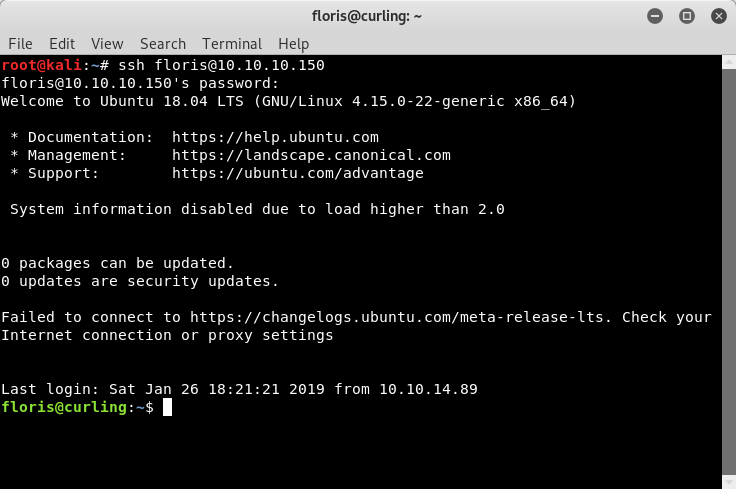 floris@curling: ~
File Edit View Search Terminal Help
root@kali:~# ssh floris@10.10.10.150
floris@10.10.10.150's password:
Welcome to Ubuntu 18.04 LTS (GNU/Linux 4.15.0-22-generic x86_64)
* Documentation: https://help.ubuntu.com
* Management: https://landscape.canonical.com
* Support: https://ubuntu.com/advantage
System information disabled due to load higher than 2.0
0 packages can be updated.
0 updates are security updates.
Failed to connect to https://changelogs.ubuntu.com/meta-release-lts. Check your
Internet connection or proxy settings
Last login: Sat Jan 26 18:21:21 2019 from 10.10.14.89
floris@curling:~$